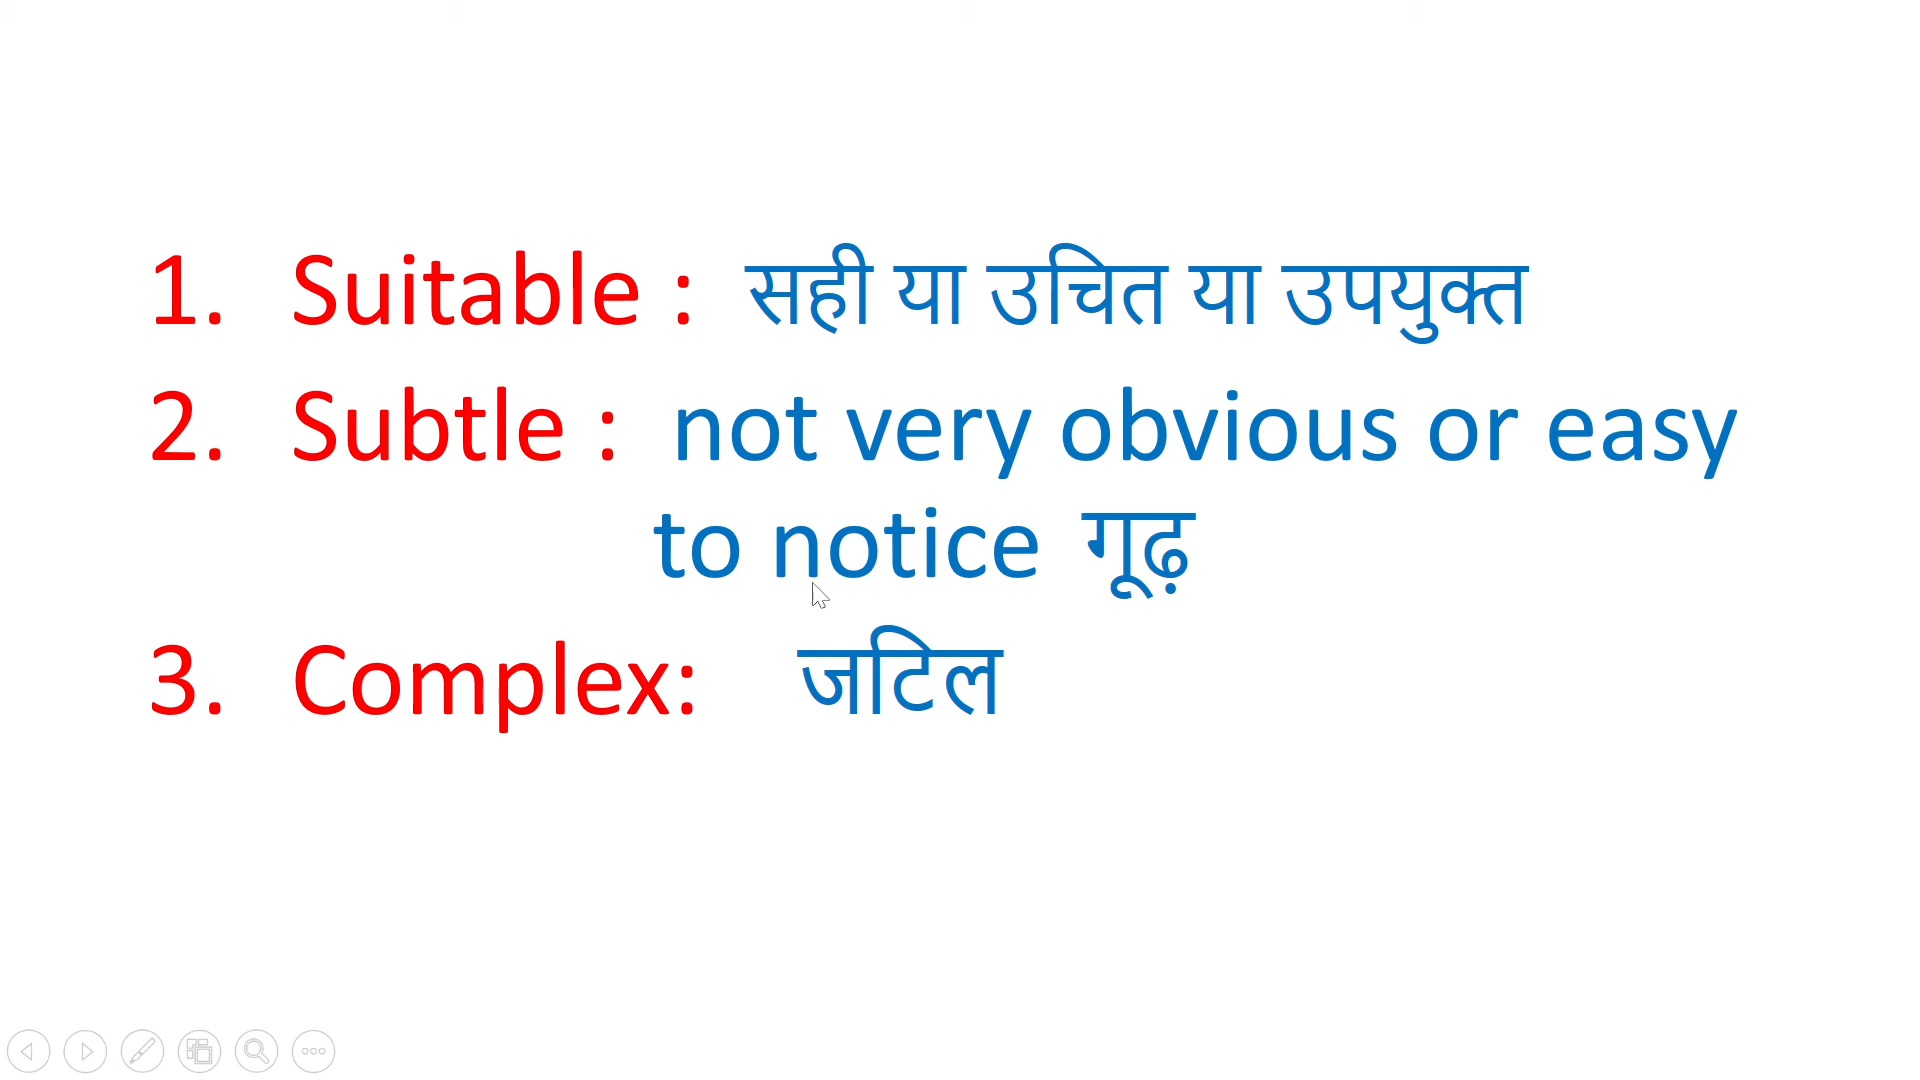 1. Suitable : सही या उचित या उपयुक्त
2. Subtle : not very obvious or easy
to notice गूढ़
3. Complex: जटिल